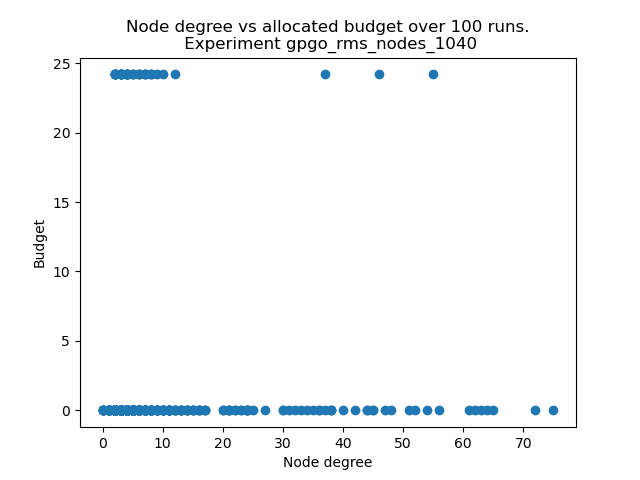 Node degree vs allocated budget over 100 runs.
Experiment gpgo_rms_nodes_1040
25
20
15
10
5
0
Budget
0 10 20 30 40 50 60 70
Node degree